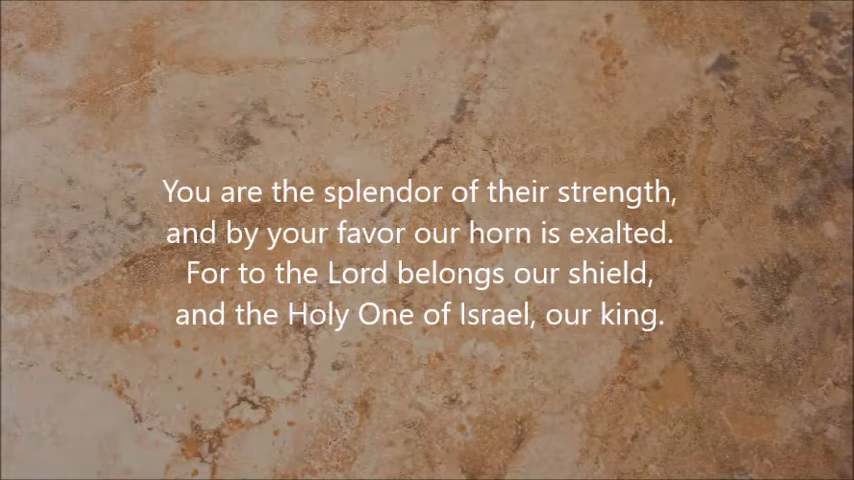 You are the splendor of their strength,
and by your favor our horn is exalted.
For to the Lord belongs our shield,
and the Holy One of Israel, our king.